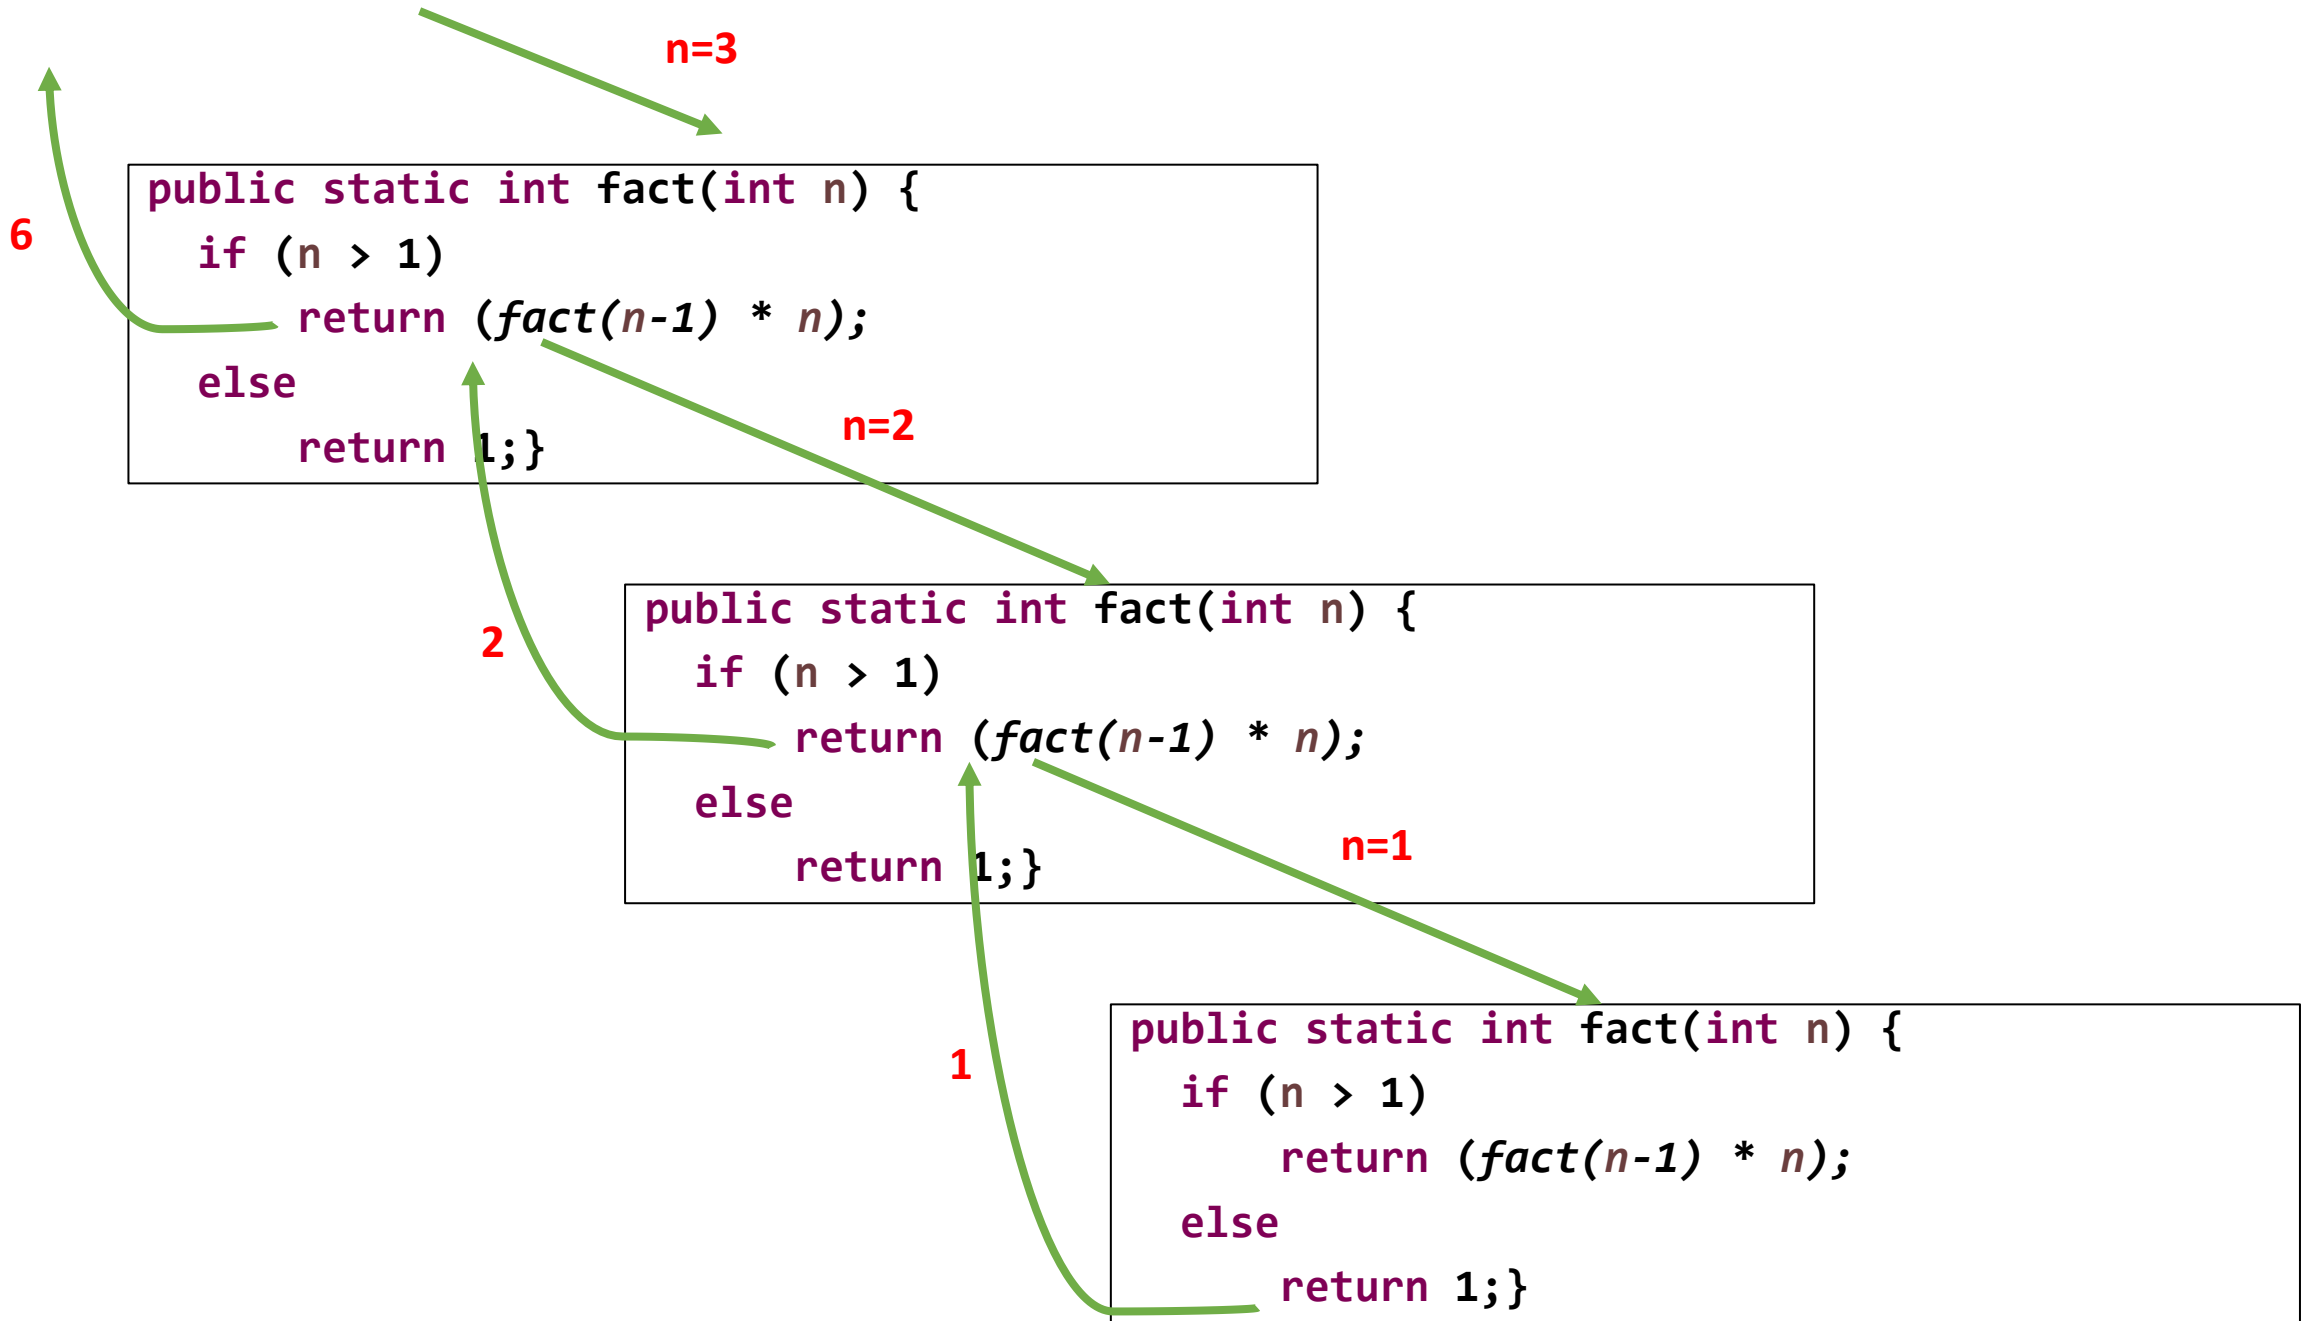 n=3
public static int fact(int n) {
6
if (n > 1)
return (fact(n-1) * n);
else
n=2
return 1;}
public static int fact(int n) {
2
if (n > 1)
return (fact(n-1) * n);
else
n=1
return 1;}
public static int fact(int n) {
1
if (n > 1)
return (fact(n-1) * n);
else
return 1;}